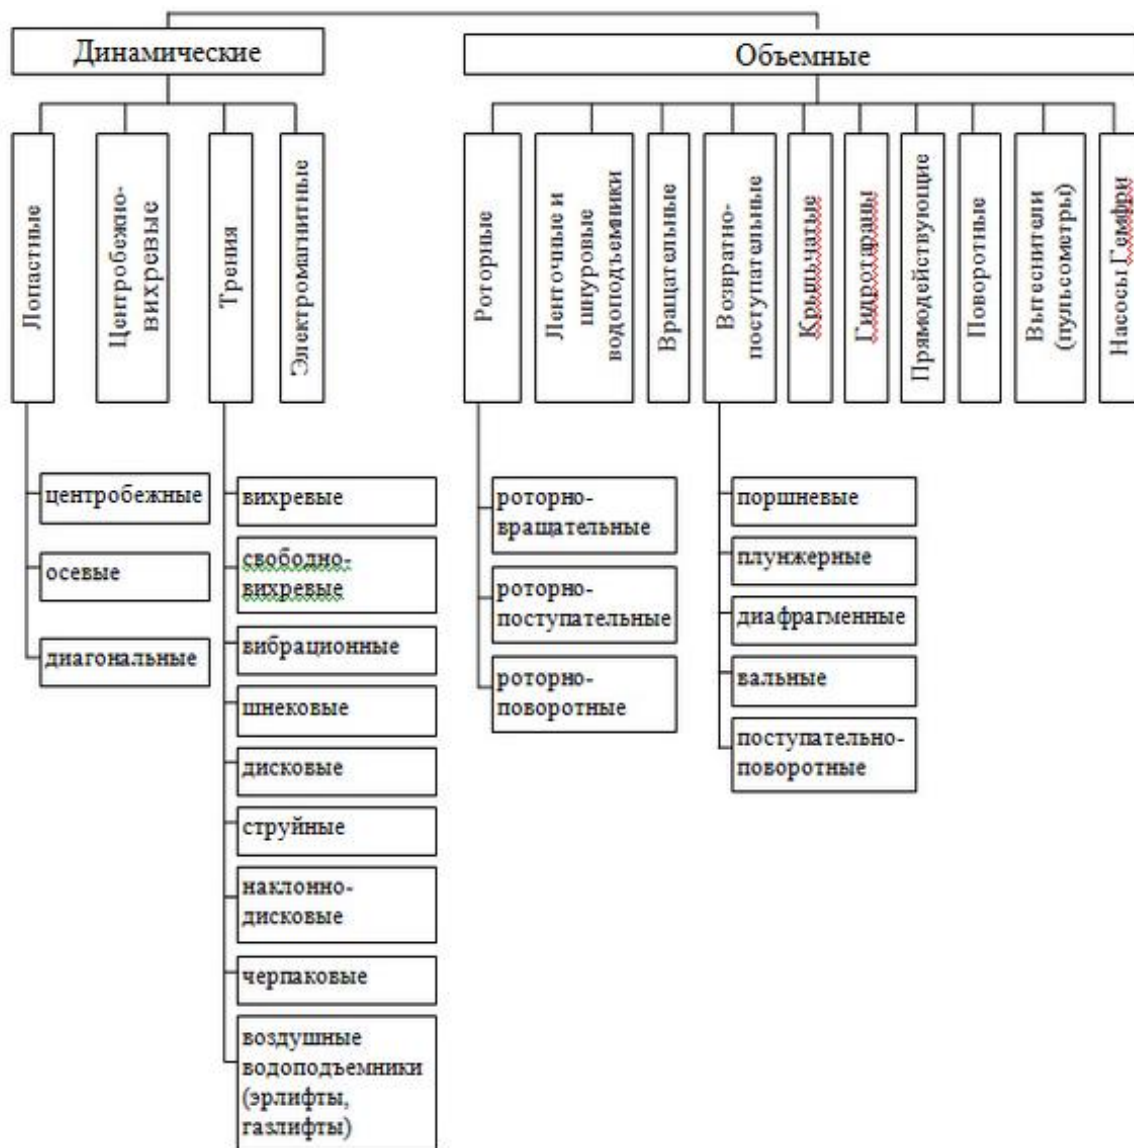 Динамические
Объемные
Лопастные
Центробежно-
вихревые
Трения
Электромагнитные
Роторные
Ленточные и
шнуровые
водоподъемники
Вращательные
Возвратно-
поступательные
Крыльчатые
Гидротараны
Прямодействующие
Поворотные
Вытеснители
(пульсометры)
Насосы Гемфри
центробежные
осевые
диагональные
вихревые
свободно-
вихревые
вибрационные
шнековые
дисковые
струйные
наклонно-
дисковые
черпаковые
воздушные
водоподъемники
(эрлифты,
газлифты)
роторно-
вращательные
роторно-
поступательные
роторно-
поворотные
поршневые
плунжерные
диафрагменные
вальные
поступательно-
поворотные